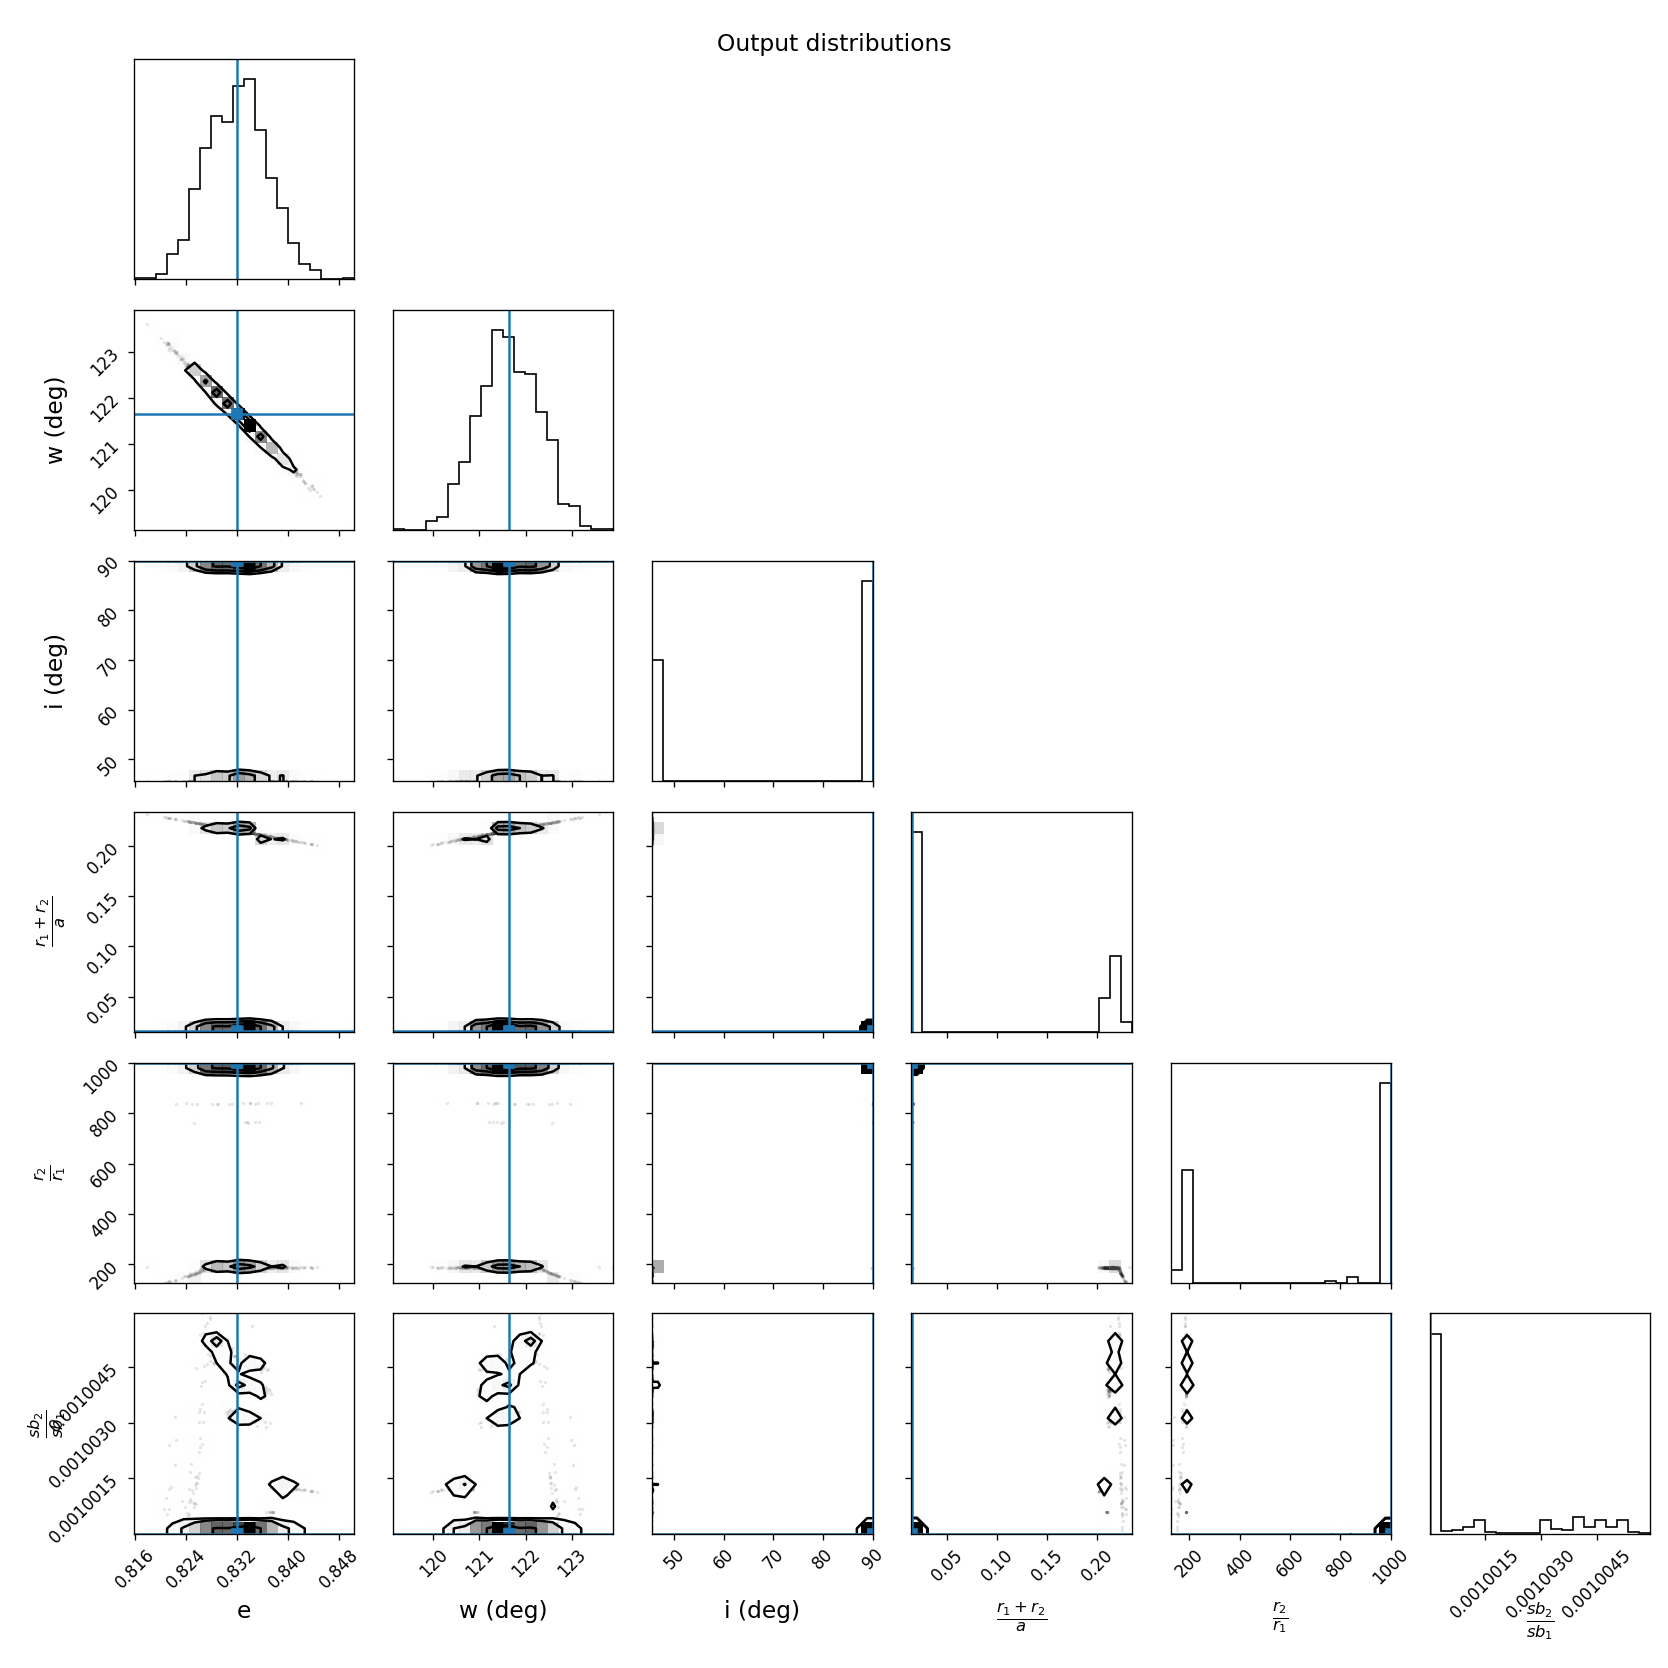 Output distributions
w (deg)
123
122
121
120
i (deg)
90
80
70
60
50
r₁ + r₂
a
0.20
0.15
0.10
0.05
r₂
r₁
1000
800
600
400
200
sb₂
sb₁
0.0010045
0.0010030
0.0010015
0.816 0.824 0.832 0.840 0.848
120 121 122 123
50 60 70 80 90
0.05 0.10 0.15 0.20
200 400 600 800 1000
0.0010015 0.0010030 0.0010045
e
w (deg)
i (deg)
r₁ + r₂
a
r₂
r₁
sb₂
sb₁